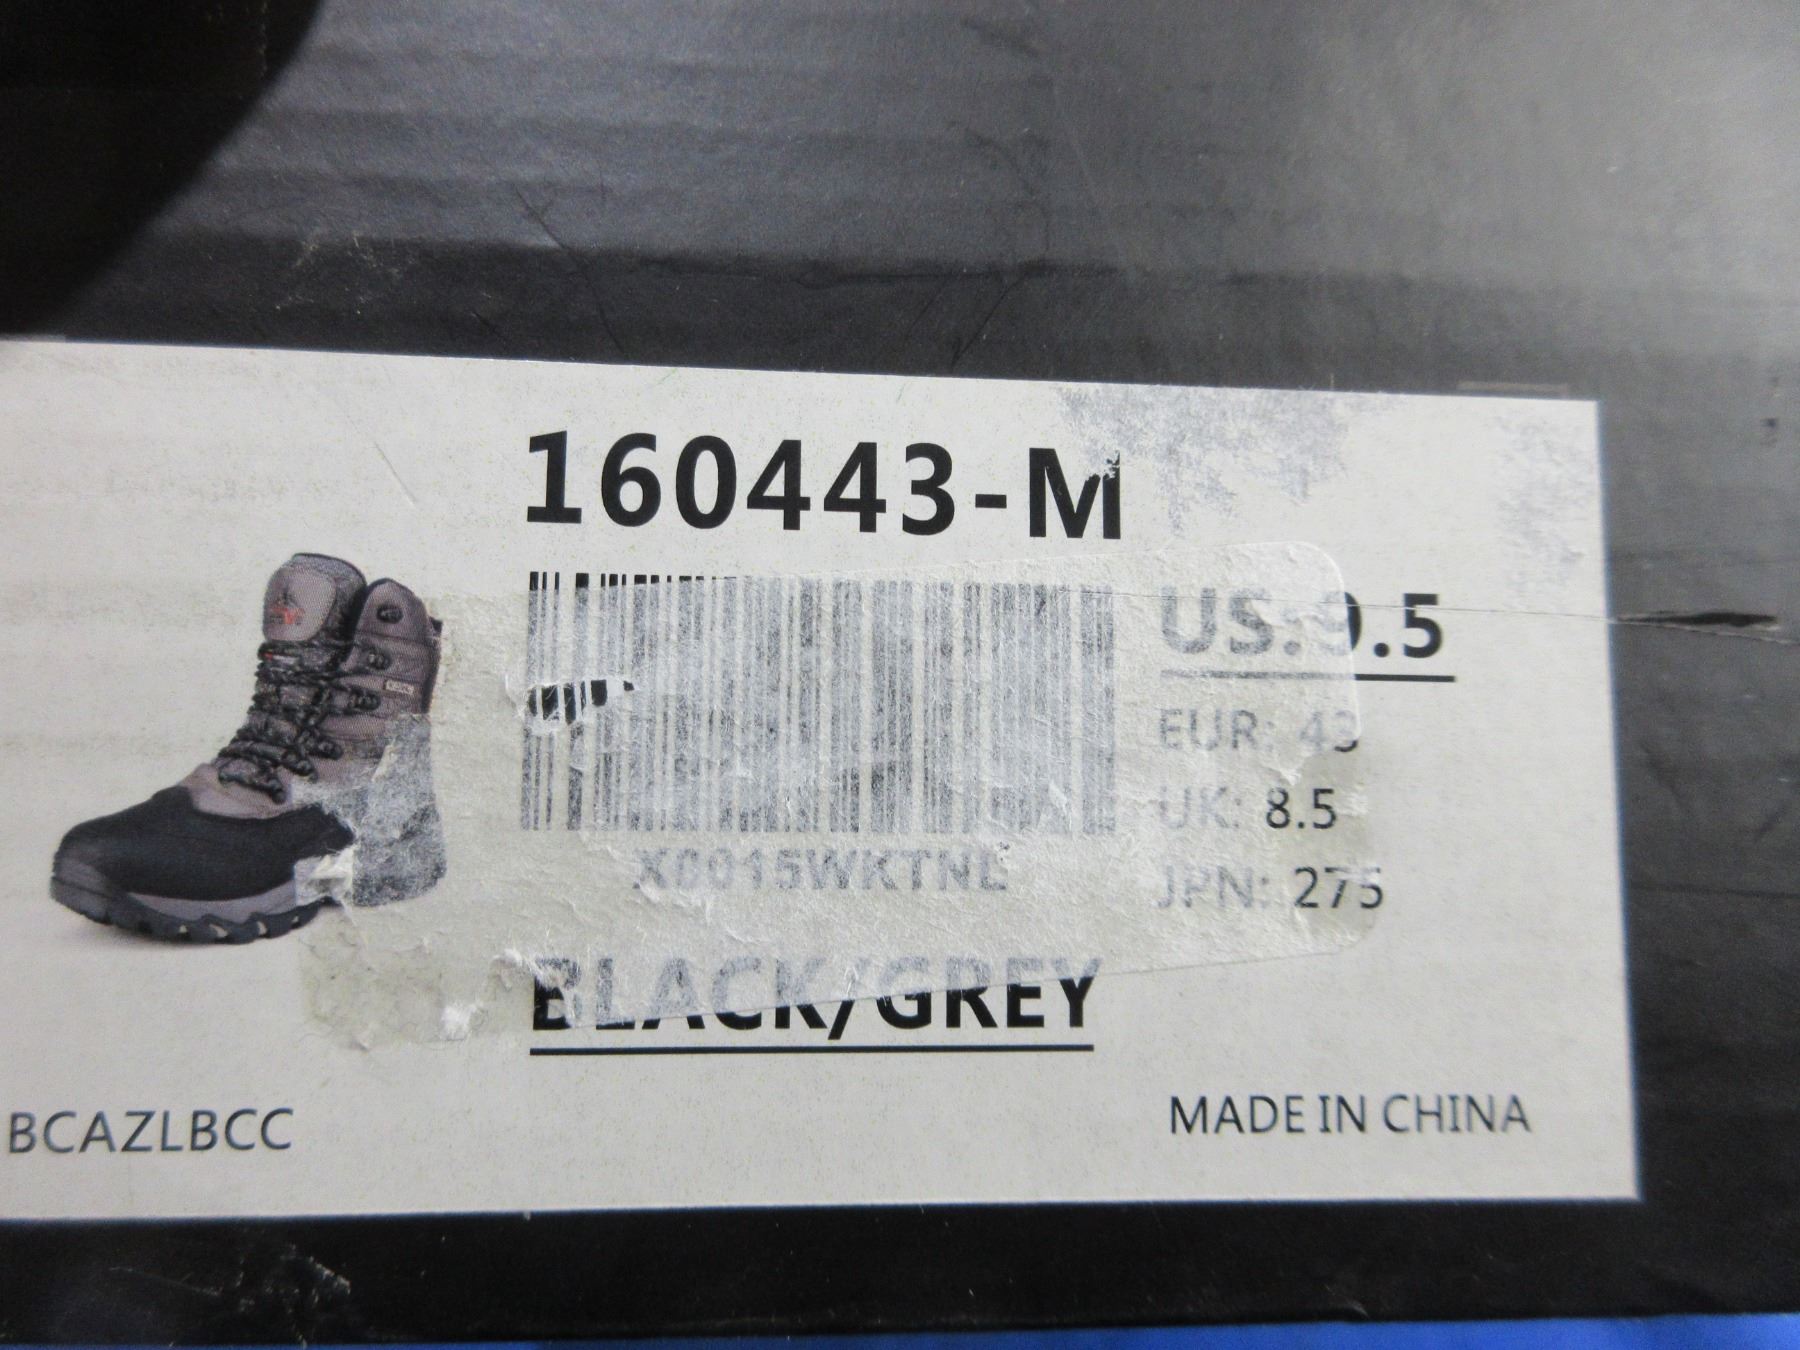 160443-M
US: 9.5
EUR: 43
UK: 8.5
X0015WKTNL
JPN: 275
BLACK/GREY
BCAZLBCC
MADE IN CHINA